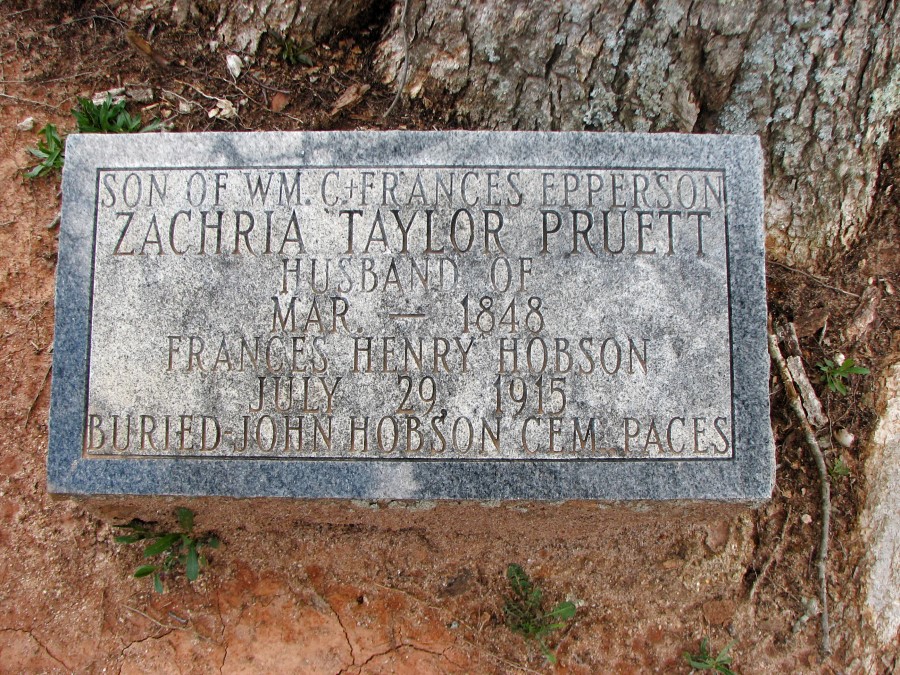 SON OF WM. C+FRANCES EPPERSON
ZACHRIA TAYLOR PRUETT
HUSBAND OF
MAR. — 1848
FRANCES HENRY HOBSON
JULY 29, 1915
BURIED-JOHN HOBSON CEM. PACES